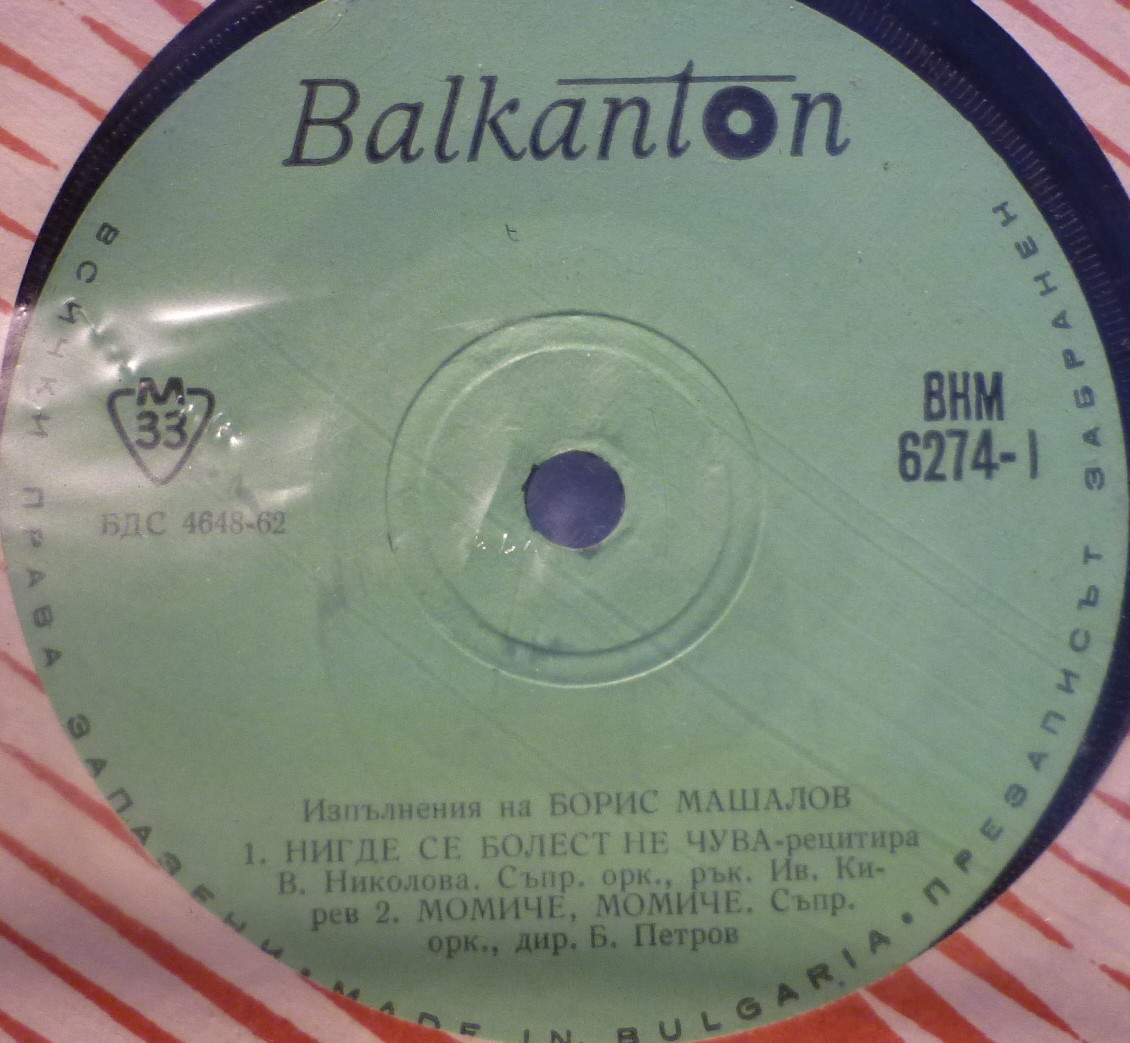 Balkanton
ВСИЧКИ ПРАВА ЗАПАЗЕНИ • MADE IN BULGARIA • ПРЕЗАПИСЪТ ЗАБРАНЕН
М
33
БДС 4648-62
ВНМ
6274-I
Изпълнения на БОРИС МАШАЛОВ
1. НИГДЕ СЕ БОЛЕСТ НЕ ЧУВА-рецитира
В. Николова. Съпр. орк., рък. Ив. Ки-
рев 2. МОМИЧЕ, МОМИЧЕ. Съпр.
орк., дир. Б. Петров